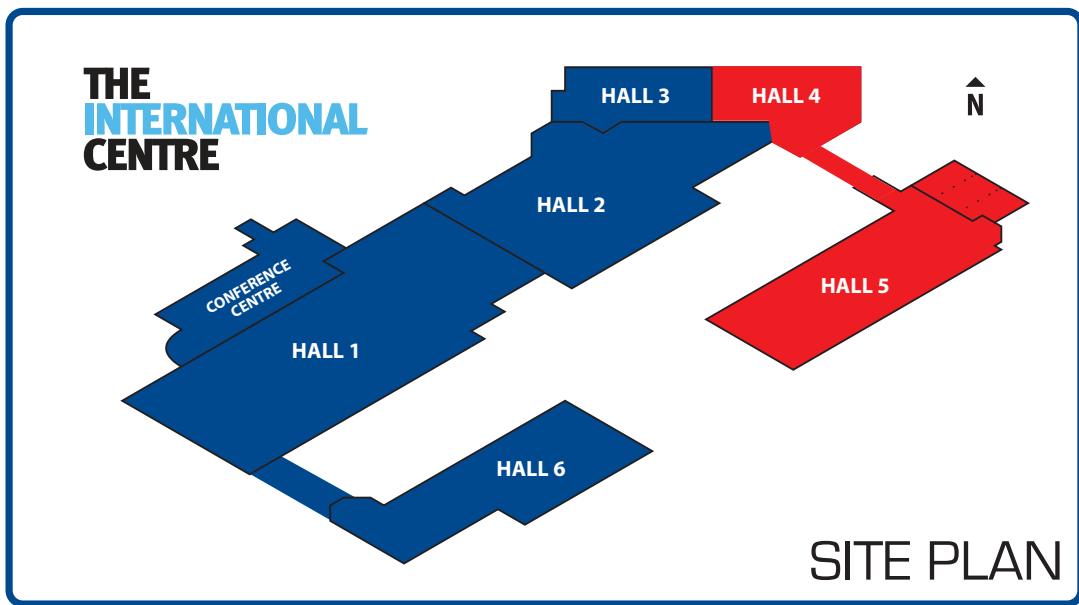 THE
INTERNATIONAL
CENTRE
HALL 3
HALL 4
N
HALL 2
CONFERENCE
CENTRE
HALL 5
HALL 1
HALL 6
SITE PLAN